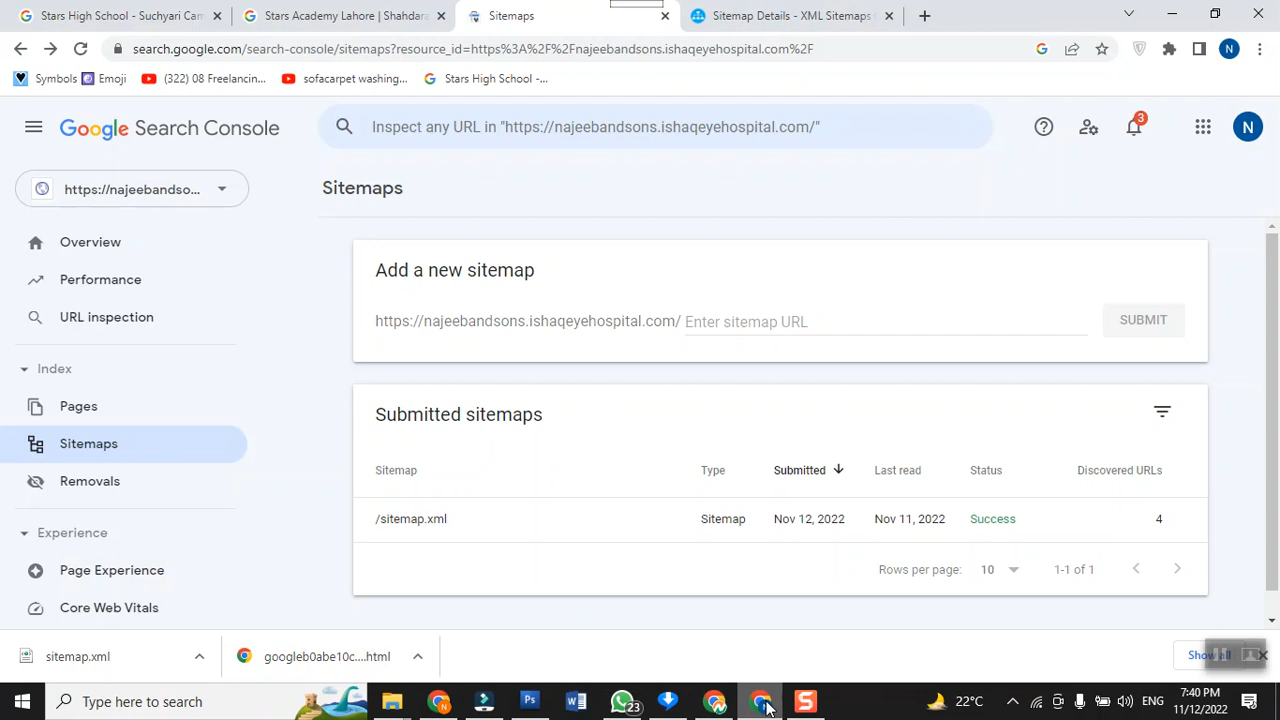 Stars High School - Suchyari Cam
Stars Academy Lahore | Shahdara
Sitemaps
Sitemap Details - XML Sitemaps
search.google.com/search-console/sitemaps?resource_id=https%3A%2F%2Fnajeebandsons.ishaqeyehospital.com%2F
N
Symbols
Emoji
(322) 08 Freelancin...
sofacarpet washing...
Stars High School -...
Google Search Console
Inspect any URL in "https://najeebandsons.ishaqeyehospital.com/"
3
N
https://najeebandso...
Sitemaps
Overview
Performance
URL inspection
Index
Pages
Sitemaps
Removals
Experience
Page Experience
Core Web Vitals
Add a new sitemap
https://najeebandsons.ishaqeyehospital.com/ Enter sitemap URL
SUBMIT
Submitted sitemaps
Sitemap Type Submitted Last read Status Discovered URLs
/sitemap.xml Sitemap Nov 12, 2022 Nov 11, 2022 Success 4
Rows per page: 10 1-1 of 1
sitemap.xml
googleb0abe10c....html
Show all
Type here to search
23
22°C
ENG
7:40 PM
11/12/2022